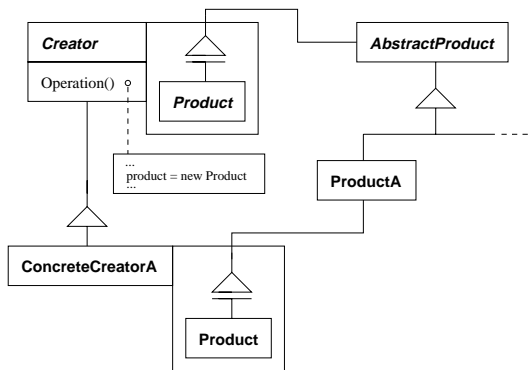 Creator
AbstractProduct
Operation()
Product
...
product = new Product
...
ProductA
ConcreteCreatorA
Product